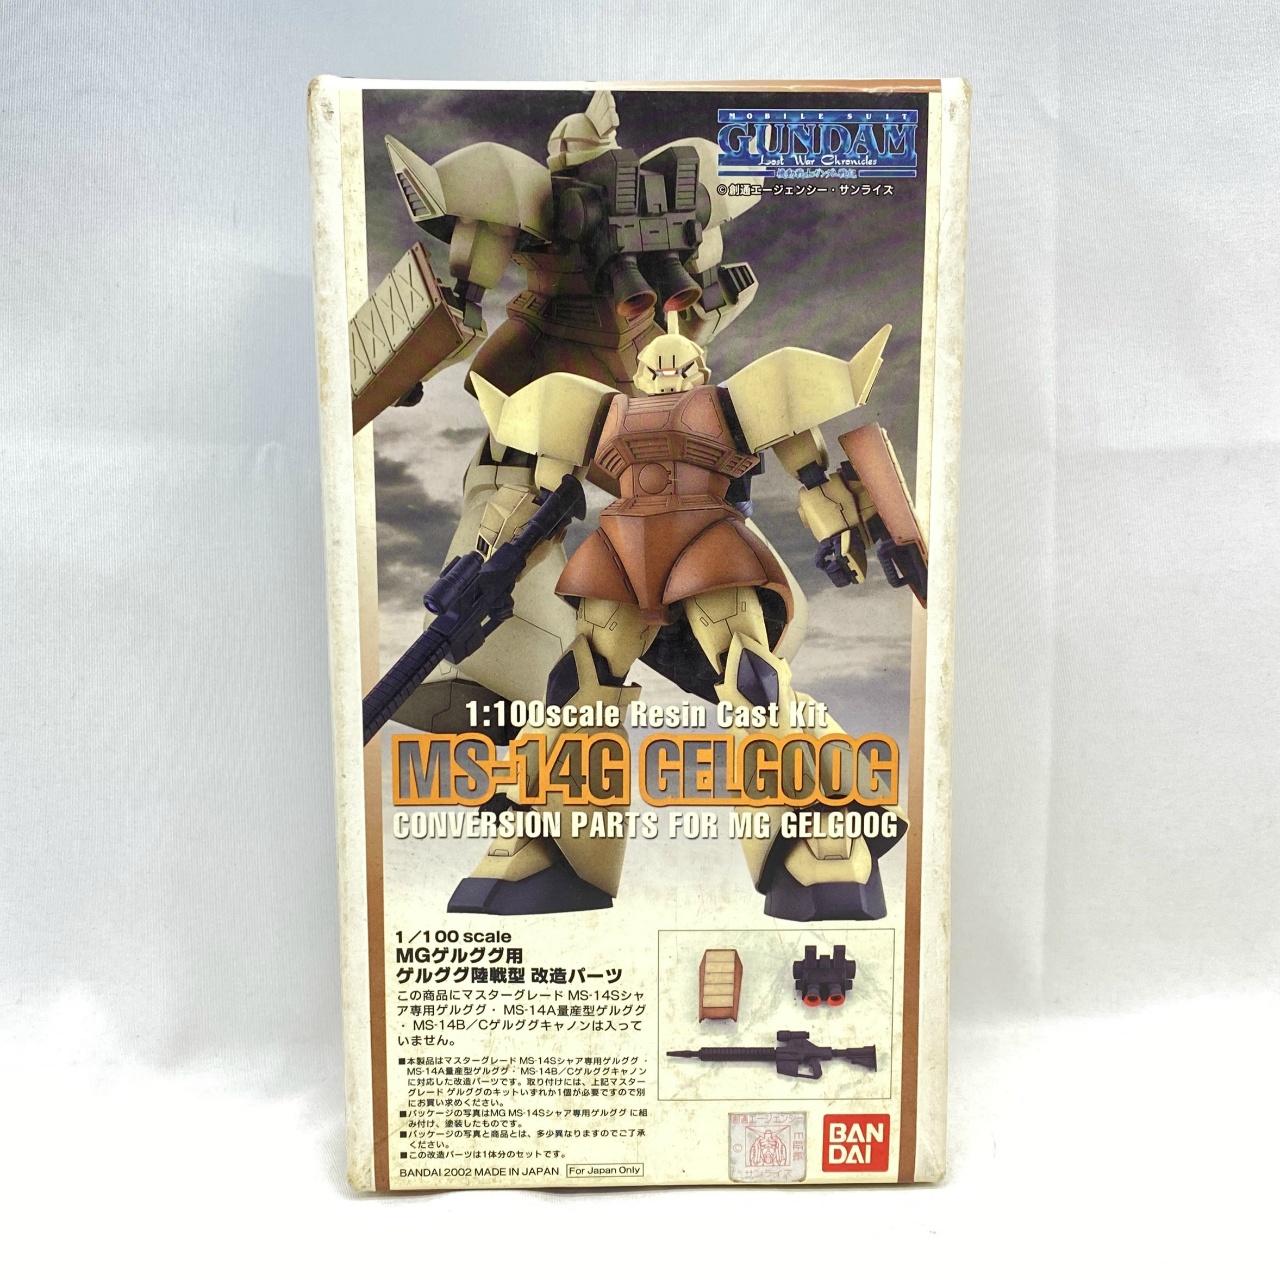 MOBILE SUIT
GUNDAM
Lost War Chronicles
機動戦士ガンダム戦記
©創通エージェンシー・サンライズ
1:100scale Resin Cast Kit
MS-14G GELGOOG
CONVERSION PARTS FOR MG GELGOOG
1/100 scale
MGゲルググ用
ゲルググ陸戦型 改造パーツ
この商品にマスターグレード MS-14Sシャ
ア専用ゲルググ・ MS-14A量産型ゲルググ
・ MS-14B/Cゲルググキャノンは入って
いません。
■本製品はマスターグレード MS-14Sシャア専用ゲルググ・
MS-14A量産型ゲルググ・ MS-14B/Cゲルググキャノン
に対応した改造パーツです。取り付けには、上記マスター
グレード ゲルググのキットいずれか1個が必要ですので別
にお買い求めください。
■パッケージの写真はMG MS-14Sシャア専用ゲルググ に組
み付け、塗装したものです。
■パッケージの写真と商品とは、多少異なりますのでご了承
ください。
■この改造パーツは1体分のセットです。
BANDAI 2002 MADE IN JAPAN
For Japan Only
創通エージェンシー
©
サンライズ
BAN
DAI